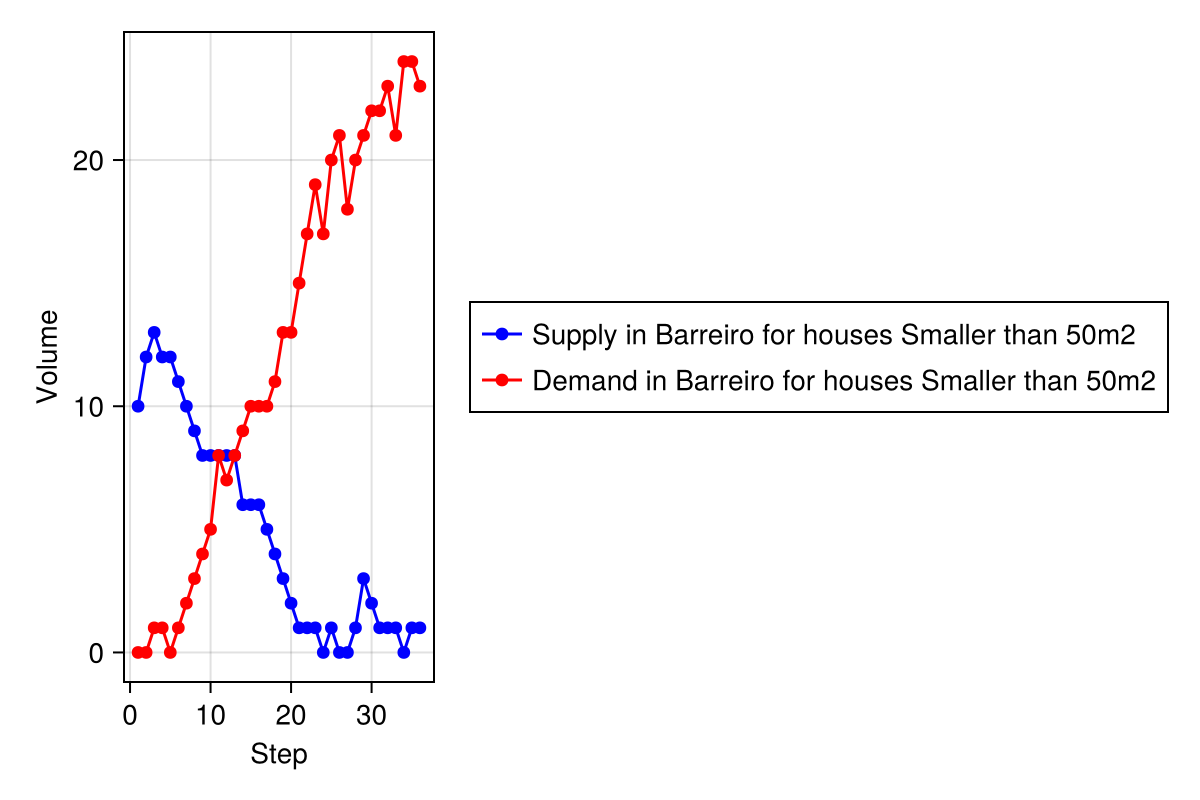 20
10
0
Volume
0 10 20 30
Step
Supply in Barreiro for houses Smaller than 50m2
Demand in Barreiro for houses Smaller than 50m2